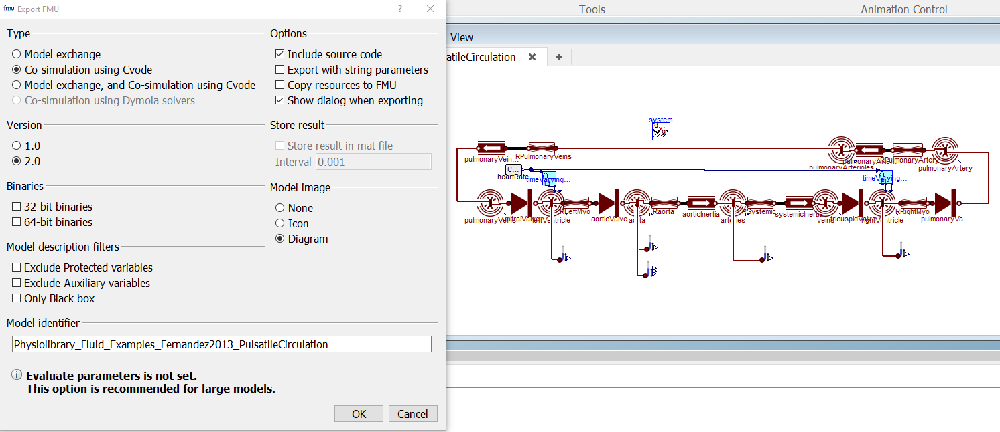 fmu Export FMU ?
Type
Model exchange
Co-simulation using Cvode
Model exchange, and Co-simulation using Cvode
Co-simulation using Dymola solvers
Version
1.0
2.0
Binaries
32-bit binaries
64-bit binaries
Model description filters
Exclude Protected variables
Exclude Auxiliary variables
Only Black box
Options
Include source code
Export with string parameters
Copy resources to FMU
Show dialog when exporting
Store result
Store result in mat file
Interval 0.001
Model image
None
Icon
Diagram
Model identifier
Physiolibrary_Fluid_Examples_Fernandez2013_PulsatileCirculation
Evaluate parameters is not set.
This option is recommended for large models.
OK Cancel
Tools Animation Control
View
atileCirculation
system
pulmonaryVein... RPulmonaryVeins
pulmonaryArterioles pulmonaryArte... RPulmonaryArtery pulmonaryArtery
C...
heartRate timeVarying... timeVarying...
pulmonaryVeins mitralValve leftVentricle RLeftMyo aorticValve aorta Raorta aorticInertia arteries RSystemic systemicInertia veins tricuspidValve rightVentricle RRightMyo pulmonaryVa...